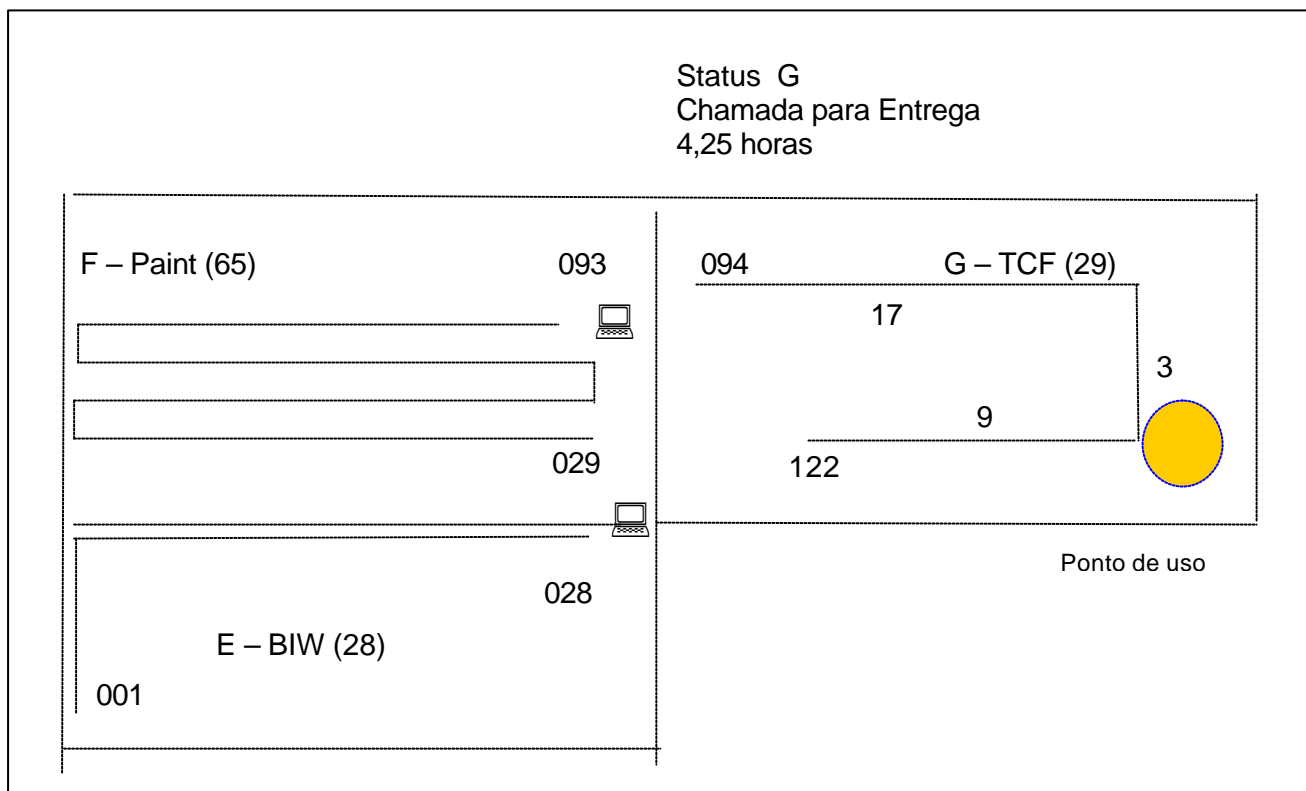 Status G
Chamada para Entrega
4,25 horas
F – Paint (65)
093
094
G – TCF (29)
17
3
9
029
122
Ponto de uso
028
E – BIW (28)
001